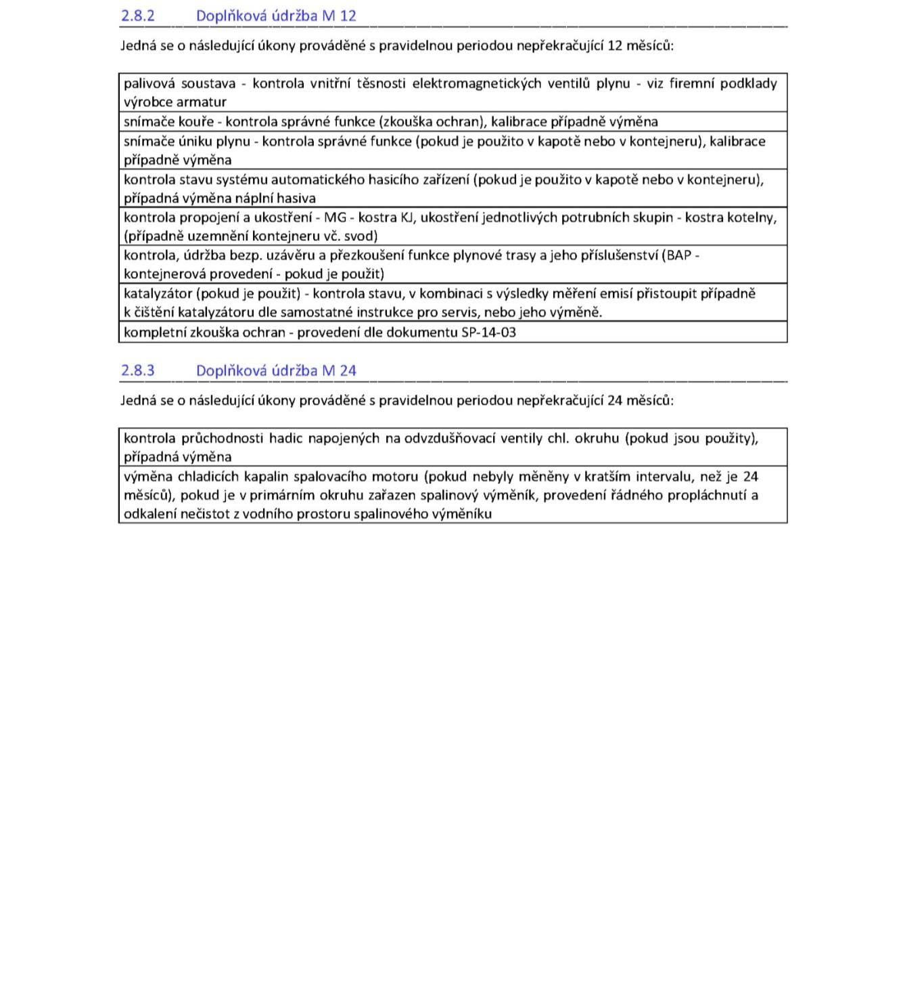 2.8.2 Doplňková údržba M 12
Jedná se o následující úkony prováděné s pravidelnou periodou nepřekračující 12 měsíců:
palivová soustava - kontrola vnitřní těsnosti elektromagnetických ventilů plynu - viz firemní podklady
výrobce armatur
snímače kouře - kontrola správné funkce (zkouška ochran), kalibrace případně výměna
snímače úniku plynu - kontrola správné funkce (pokud je použito v kapotě nebo v kontejneru), kalibrace
případně výměna
kontrola stavu systému automatického hasicího zařízení (pokud je použito v kapotě nebo v kontejneru),
případná výměna náplní hasiva
kontrola propojení a ukostření - MG - kostra KJ, ukostření jednotlivých potrubních skupin - kostra kotelny,
(případně uzemnění kontejneru vč. svod)
kontrola, údržba bezp. uzávěru a přezkoušení funkce plynové trasy a jeho příslušenství (BAP -
kontejnerová provedení - pokud je použit)
katalyzátor (pokud je použit) - kontrola stavu, v kombinaci s výsledky měření emisí přistoupit případně
k čištění katalyzátoru dle samostatné instrukce pro servis, nebo jeho výměně.
kompletní zkouška ochran - provedení dle dokumentu SP-14-03
2.8.3 Doplňková údržba M 24
Jedná se o následující úkony prováděné s pravidelnou periodou nepřekračující 24 měsíců:
kontrola průchodnosti hadic napojených na odvzdušňovací ventily chl. okruhu (pokud jsou použity),
případná výměna
výměna chladicích kapalin spalovacího motoru (pokud nebyly měněny v kratším intervalu, než je 24
měsíců), pokud je v primárním okruhu zařazen spalinový výměník, provedení řádného propláchnutí a
odkalení nečistot z vodního prostoru spalinového výměníku